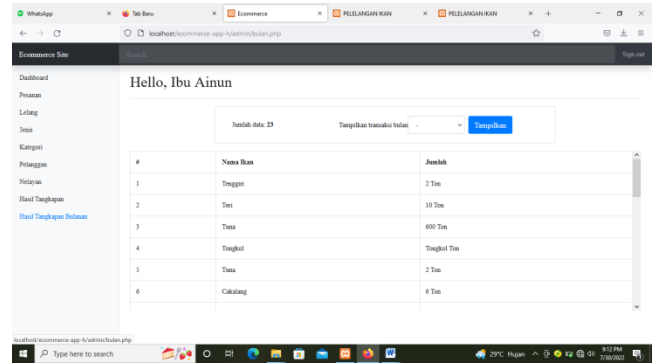 WhatsApp
Tab Baru
Ecommerce
PELELANGAN IKAN
PELELANGAN IKAN
localhost/ecommerce-app-h/admin/bulan.php
Ecommerce Site
Search
Sign out
Dashboard
Pesanan
Lelang
Jenis
Kategori
Pelanggan
Nelayan
Hasil Tangkapan
Hasil Tangkapan Bulanan
Hello, Ibu Ainun
Jumlah data: 23
Tampilkan transaksi bulan
-
Tampilkan
# Nama Ikan Jumlah
1 Tenggiri 2 Ton
2 Teri 10 Ton
3 Tuna 600 Ton
4 Tongkol Tongkol Ton
5 Tuna 2 Ton
6 Cakalang 6 Ton
localhost/ecommerce-app-h/admin/bulan.php
Type here to search
29°C Hujan
9:12 PM
7/30/2022